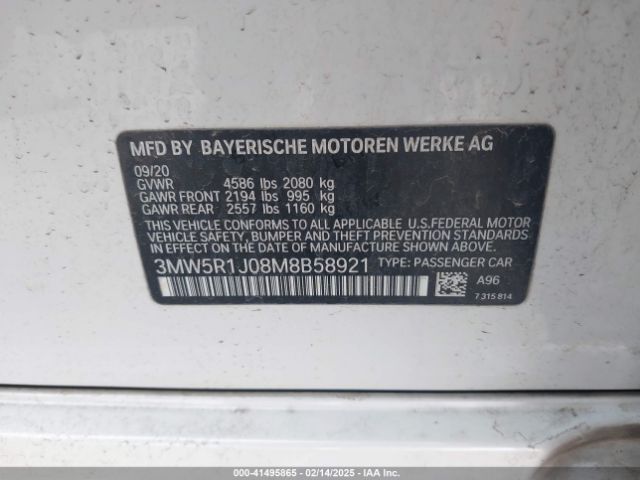 MFD BY BAYERISCHE MOTOREN WERKE AG
09/20
GVWR 4586 lbs 2080 kg
GAWR FRONT 2194 lbs 995 kg
GAWR REAR 2557 lbs 1160 kg
THIS VEHICLE CONFORMS TO ALL APPLICABLE U.S.FEDERAL MOTOR
VEHICLE SAFETY, BUMPER AND THEFT PREVENTION STANDARDS
IN EFFECT ON THE DATE OF MANUFACTURE SHOWN ABOVE.
3MW5R1J08M8B58921 TYPE: PASSENGER CAR
A96
7 315 814
000-41495865 - 02/14/2025 - IAA Inc.